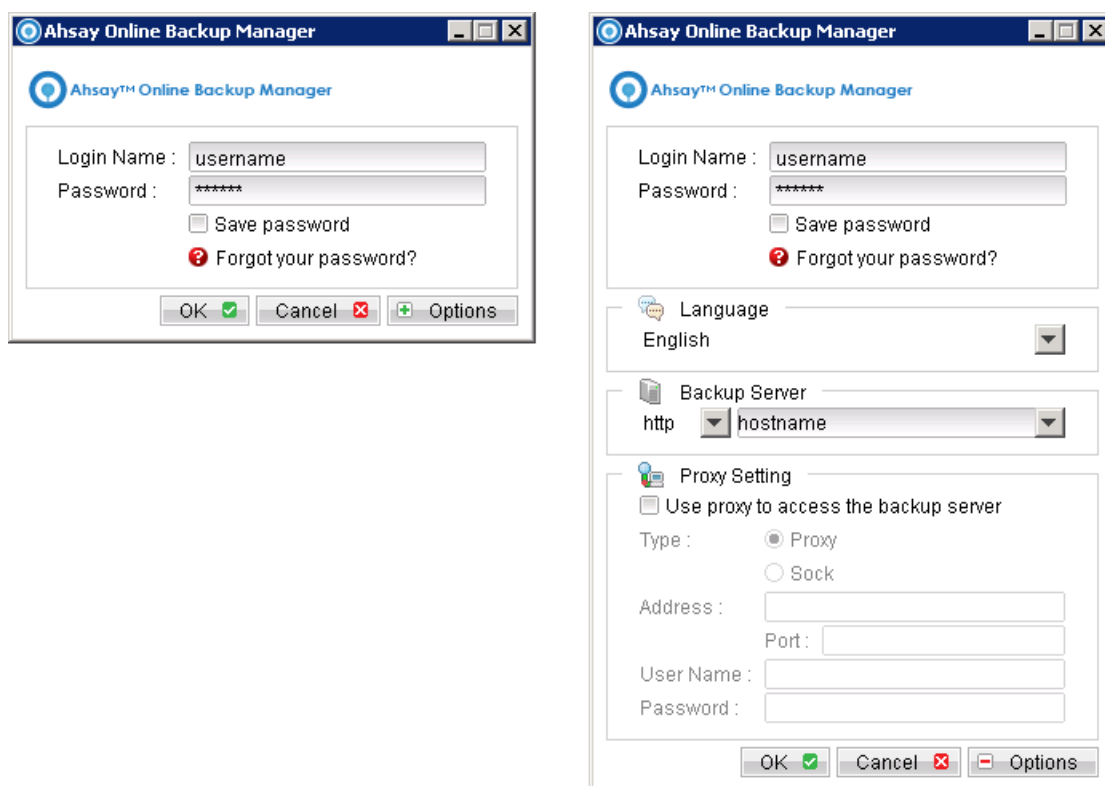 Ahsay Online Backup Manager
Ahsay™ Online Backup Manager
Login Name : username
Password : ******
Save password
Forgot your password?
OK Cancel Options
Ahsay Online Backup Manager
Ahsay™ Online Backup Manager
Login Name : username
Password : ******
Save password
Forgot your password?
Language
English
Backup Server
http hostname
Proxy Setting
Use proxy to access the backup server
Type : Proxy
Sock
Address :
Port :
User Name :
Password :
OK Cancel Options